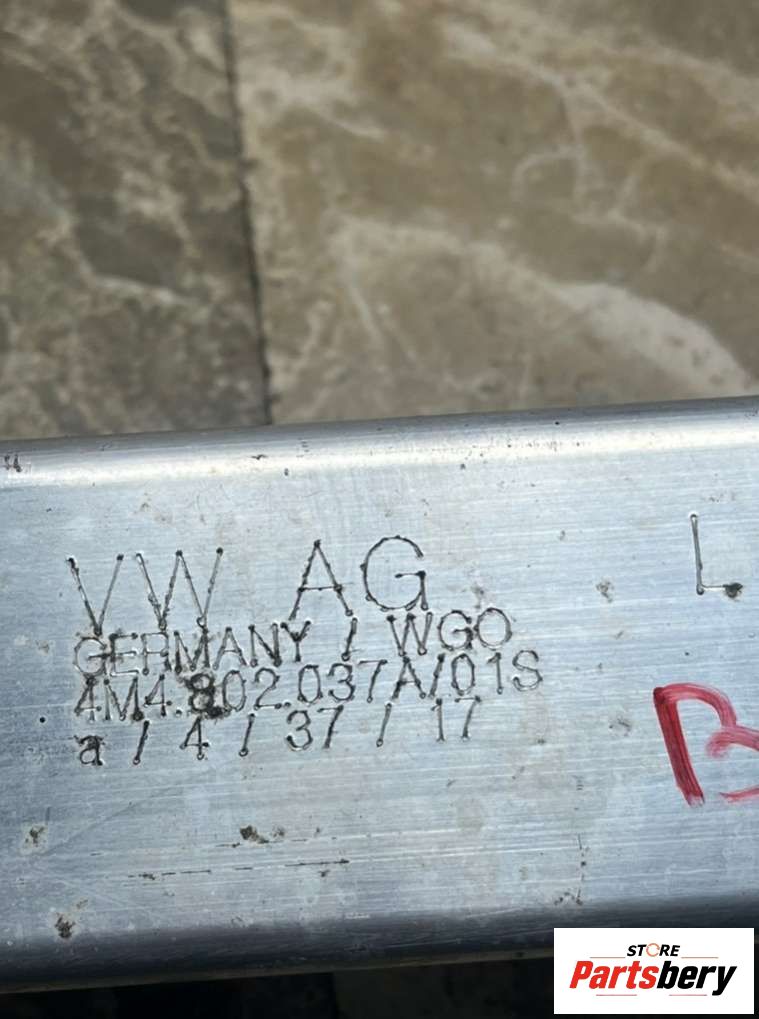 VW AG
L
GERMANY / WGO
4M4.802.037A/01S
a / 4 / 37 / 17
B
STORE
Partsbery